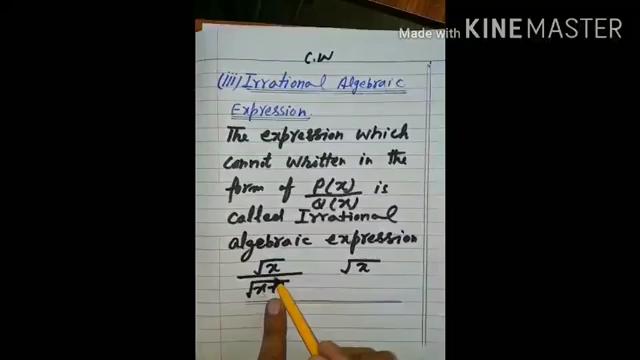 Made with KINEMASTER
C.W
(iii) Irrational Algebraic
Expression.
The expression which
cannot written in the
form of P(x)/Q(x) is
called Irrational
algebraic expression
√x √x